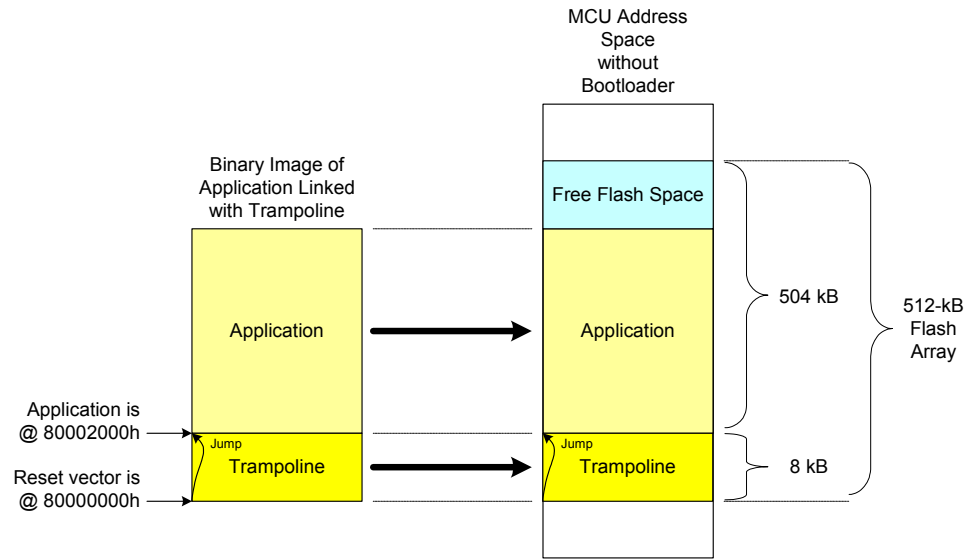 MCU Address
Space
without
Bootloader
Binary Image of
Application Linked
with Trampoline
Free Flash Space
Application
Application
504 kB
512-kB
Flash
Array
Application is
@ 80002000h
Jump
Trampoline
Jump
Trampoline
8 kB
Reset vector is
@ 80000000h